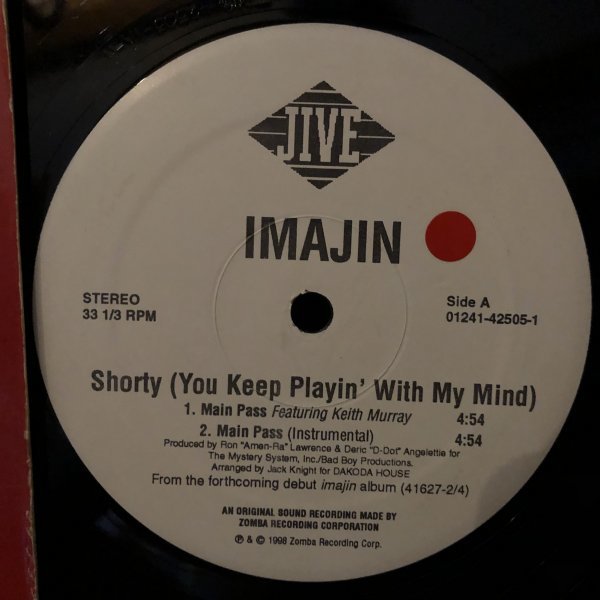 JIVE
IMAJIN
STEREO
33 1/3 RPM
Side A
01241-42505-1
Shorty (You Keep Playin' With My Mind)
1. Main Pass Featuring Keith Murray 4:54
2. Main Pass (Instrumental) 4:54
Produced by Ron "Amen-Ra" Lawrence & Deric "D-Dot" Angelettie for
The Mystery System, Inc./Bad Boy Productions.
Arranged by Jack Knight for DAKODA HOUSE
From the forthcoming debut imajin album (41627-2/4)
AN ORIGINAL SOUND RECORDING MADE BY
ZOMBA RECORDING CORPORATION
℗ & © 1998 Zomba Recording Corp.